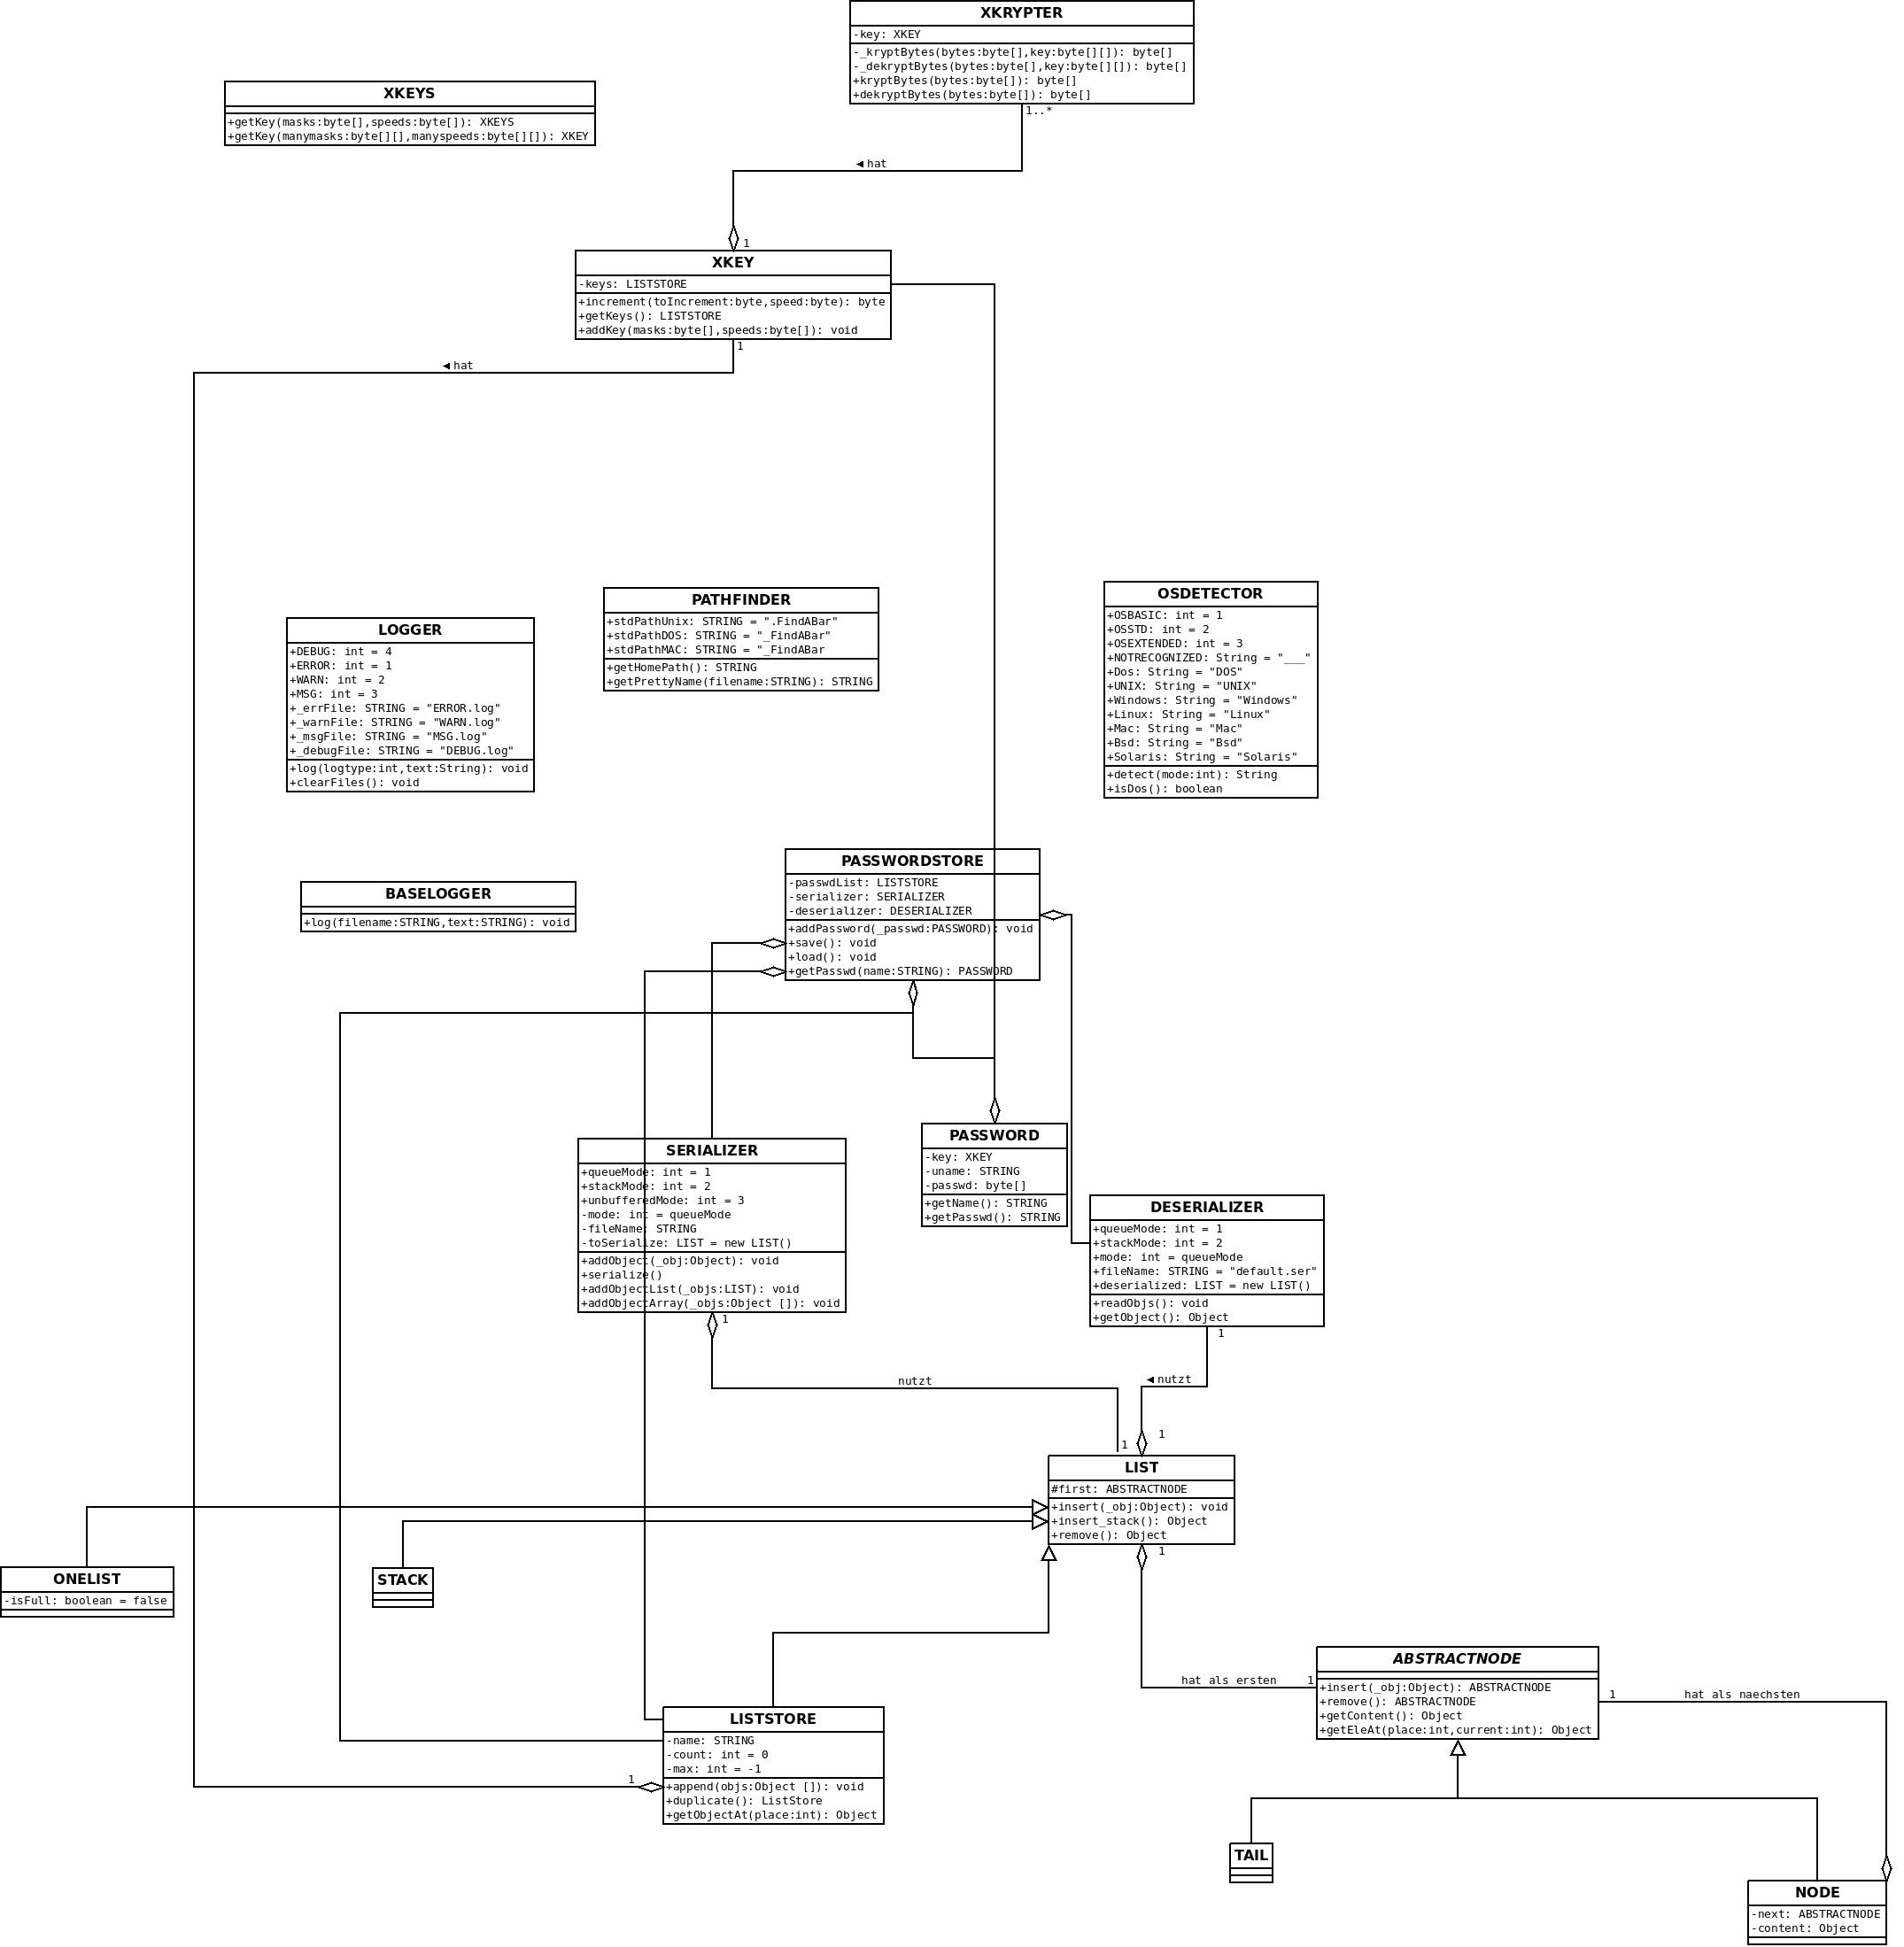 XKRYPTER
-key: XKEY
-_kryptBytes(bytes:byte[],key:byte[][]): byte[]
-_dekryptBytes(bytes:byte[],key:byte[][]): byte[]
+kryptBytes(bytes:byte[]): byte[]
+dekryptBytes(bytes:byte[]): byte[]
1..*
XKEYS
+getKey(masks:byte[],speeds:byte[]): XKEYS
+getKey(manymasks:byte[][],manyspeeds:byte[][]): XKEY
◄ hat
1
XKEY
-keys: LISTSTORE
+increment(toIncrement:byte,speed:byte): byte
+getKeys(): LISTSTORE
+addKey(masks:byte[],speeds:byte[]): void
1
◄ hat
LOGGER
+DEBUG: int = 4
+ERROR: int = 1
+WARN: int = 2
+MSG: int = 3
+_errFile: STRING = "ERROR.log"
+_warnFile: STRING = "WARN.log"
+_msgFile: STRING = "MSG.log"
+_debugFile: STRING = "DEBUG.log"
+log(logtype:int,text:String): void
+clearFiles(): void
PATHFINDER
+stdPathUnix: STRING = ".FindABar"
+stdPathDOS: STRING = "_FindABar"
+stdPathMAC: STRING = "_FindABar
+getHomePath(): STRING
+getPrettyName(filename:STRING): STRING
OSDETECTOR
+OSBASIC: int = 1
+OSSTD: int = 2
+OSEXTENDED: int = 3
+NOTRECOGNIZED: String = "___"
+Dos: String = "DOS"
+UNIX: String = "UNIX"
+Windows: String = "Windows"
+Linux: String = "Linux"
+Mac: String = "Mac"
+Bsd: String = "Bsd"
+Solaris: String = "Solaris"
+detect(mode:int): String
+isDos(): boolean
BASELOGGER
+log(filename:STRING,text:STRING): void
PASSWORDSTORE
-passwdList: LISTSTORE
-serializer: SERIALIZER
-deserializer: DESERIALIZER
+addPassword(_passwd:PASSWORD): void
+save(): void
+load(): void
+getPasswd(name:STRING): PASSWORD
SERIALIZER
+queueMode: int = 1
+stackMode: int = 2
+unbufferedMode: int = 3
-mode: int = queueMode
-fileName: STRING
-toSerialize: LIST = new LIST()
+addObject(_obj:Object): void
+serialize()
+addObjectList(_objs:LIST): void
+addObjectArray(_objs:Object []): void
1
PASSWORD
-key: XKEY
-uname: STRING
-passwd: byte[]
+getName(): STRING
+getPasswd(): STRING
DESERIALIZER
+queueMode: int = 1
+stackMode: int = 2
+mode: int = queueMode
+fileName: STRING = "default.ser"
+deserialized: LIST = new LIST()
+readObjs(): void
+getObject(): Object
1
nutzt
◄ nutzt
1
1
LIST
#first: ABSTRACTNODE
+insert(_obj:Object): void
+insert_stack(): Object
+remove(): Object
1
ONELIST
-isFull: boolean = false
STACK
hat als ersten
1
ABSTRACTNODE
+insert(_obj:Object): ABSTRACTNODE
+remove(): ABSTRACTNODE
+getContent(): Object
+getEleAt(place:int,current:int): Object
1
hat als naechsten
LISTSTORE
-name: STRING
-count: int = 0
-max: int = -1
+append(objs:Object []): void
+duplicate(): ListStore
+getObjectAt(place:int): Object
1
TAIL
NODE
-next: ABSTRACTNODE
-content: Object